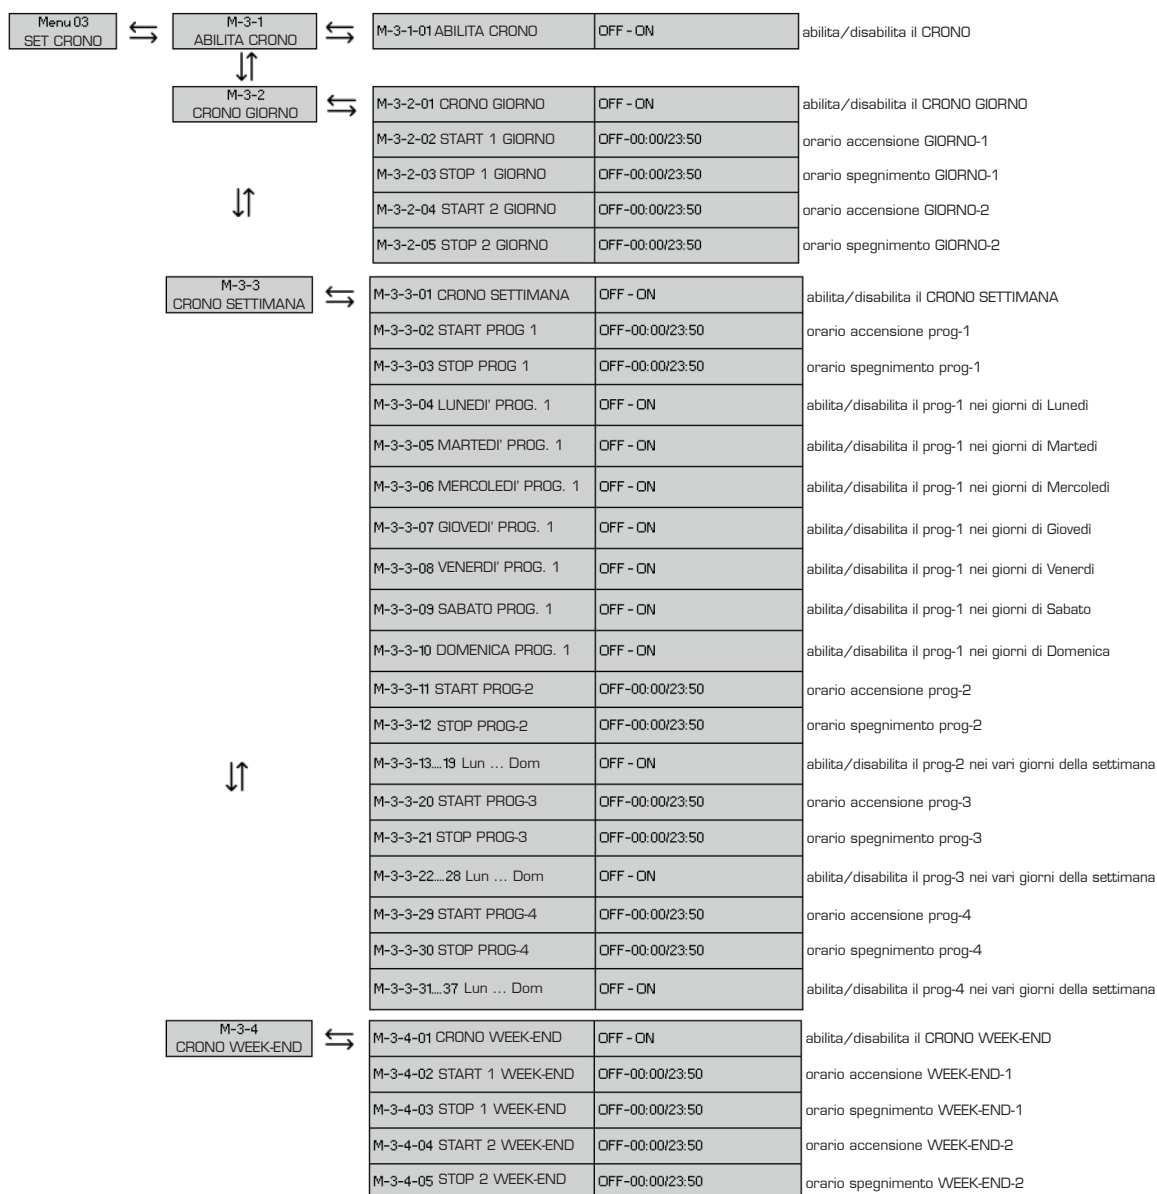 Menu 03
SET CRONO
M-3-1
ABILITA CRONO
M-3-1-01 ABILITA CRONO OFF - ON abilita/disabilita il CRONO
M-3-2
CRONO GIORNO
M-3-2-01 CRONO GIORNO OFF - ON abilita/disabilita il CRONO GIORNO
M-3-2-02 START 1 GIORNO OFF-00:00/23:50 orario accensione GIORNO-1
M-3-2-03 STOP 1 GIORNO OFF-00:00/23:50 orario spegnimento GIORNO-1
M-3-2-04 START 2 GIORNO OFF-00:00/23:50 orario accensione GIORNO-2
M-3-2-05 STOP 2 GIORNO OFF-00:00/23:50 orario spegnimento GIORNO-2
M-3-3
CRONO SETTIMANA
M-3-3-01 CRONO SETTIMANA OFF - ON abilita/disabilita il CRONO SETTIMANA
M-3-3-02 START PROG 1 OFF-00:00/23:50 orario accensione prog-1
M-3-3-03 STOP PROG 1 OFF-00:00/23:50 orario spegnimento prog-1
M-3-3-04 LUNEDI' PROG. 1 OFF - ON abilita/disabilita il prog-1 nei giorni di Lunedì
M-3-3-05 MARTEDI' PROG. 1 OFF - ON abilita/disabilita il prog-1 nei giorni di Martedì
M-3-3-06 MERCOLEDI' PROG. 1 OFF - ON abilita/disabilita il prog-1 nei giorni di Mercoledì
M-3-3-07 GIOVEDI' PROG. 1 OFF - ON abilita/disabilita il prog-1 nei giorni di Giovedì
M-3-3-08 VENERDI' PROG. 1 OFF - ON abilita/disabilita il prog-1 nei giorni di Venerdì
M-3-3-09 SABATO PROG. 1 OFF - ON abilita/disabilita il prog-1 nei giorni di Sabato
M-3-3-10 DOMENICA PROG. 1 OFF - ON abilita/disabilita il prog-1 nei giorni di Domenica
M-3-3-11 START PROG-2 OFF-00:00/23:50 orario accensione prog-2
M-3-3-12 STOP PROG-2 OFF-00:00/23:50 orario spegnimento prog-2
M-3-3-13....19 Lun ... Dom OFF - ON abilita/disabilita il prog-2 nei vari giorni della settimana
M-3-3-20 START PROG-3 OFF-00:00/23:50 orario accensione prog-3
M-3-3-21 STOP PROG-3 OFF-00:00/23:50 orario spegnimento prog-3
M-3-3-22....28 Lun ... Dom OFF - ON abilita/disabilita il prog-3 nei vari giorni della settimana
M-3-3-29 START PROG-4 OFF-00:00/23:50 orario accensione prog-4
M-3-3-30 STOP PROG-4 OFF-00:00/23:50 orario spegnimento prog-4
M-3-3-31....37 Lun ... Dom OFF - ON abilita/disabilita il prog-4 nei vari giorni della settimana
M-3-4
CRONO WEEK-END
M-3-4-01 CRONO WEEK-END OFF - ON abilita/disabilita il CRONO WEEK-END
M-3-4-02 START 1 WEEK-END OFF-00:00/23:50 orario accensione WEEK-END-1
M-3-4-03 STOP 1 WEEK-END OFF-00:00/23:50 orario spegnimento WEEK-END-1
M-3-4-04 START 2 WEEK-END OFF-00:00/23:50 orario accensione WEEK-END-2
M-3-4-05 STOP 2 WEEK-END OFF-00:00/23:50 orario spegnimento WEEK-END-2